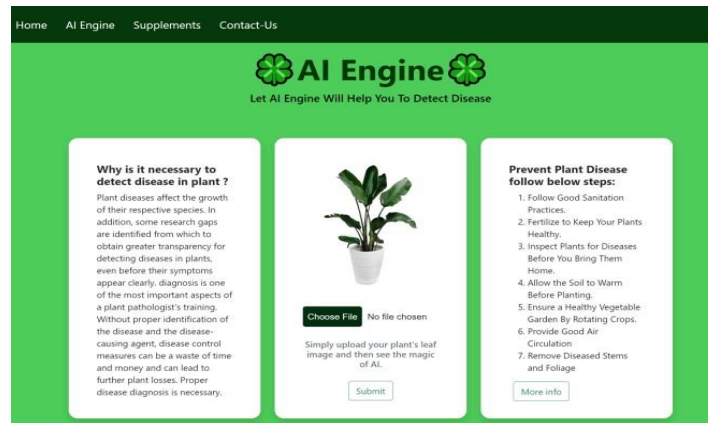 Home AI Engine Supplements Contact-Us
AI Engine
Let AI Engine Will Help You To Detect Disease
Why is it necessary to
detect disease in plant ?
Plant diseases affect the growth
of their respective species. In
addition, some research gaps
are identified from which to
obtain greater transparency for
detecting diseases in plants,
even before their symptoms
appear clearly. diagnosis is one
of the most important aspects of
a plant pathologist's training.
Without proper identification of
the disease and the disease-
causing agent, disease control
measures can be a waste of time
and money and can lead to
further plant losses. Proper
disease diagnosis is necessary.
Choose File No file chosen
Simply upload your plant's leaf
image and then see the magic
of AI.
Submit
Prevent Plant Disease
follow below steps:
1. Follow Good Sanitation
Practices.
2. Fertilize to Keep Your Plants
Healthy.
3. Inspect Plants for Diseases
Before You Bring Them
Home.
4. Allow the Soil to Warm
Before Planting.
5. Ensure a Healthy Vegetable
Garden By Rotating Crops.
6. Provide Good Air
Circulation
7. Remove Diseased Stems
and Foliage
More info